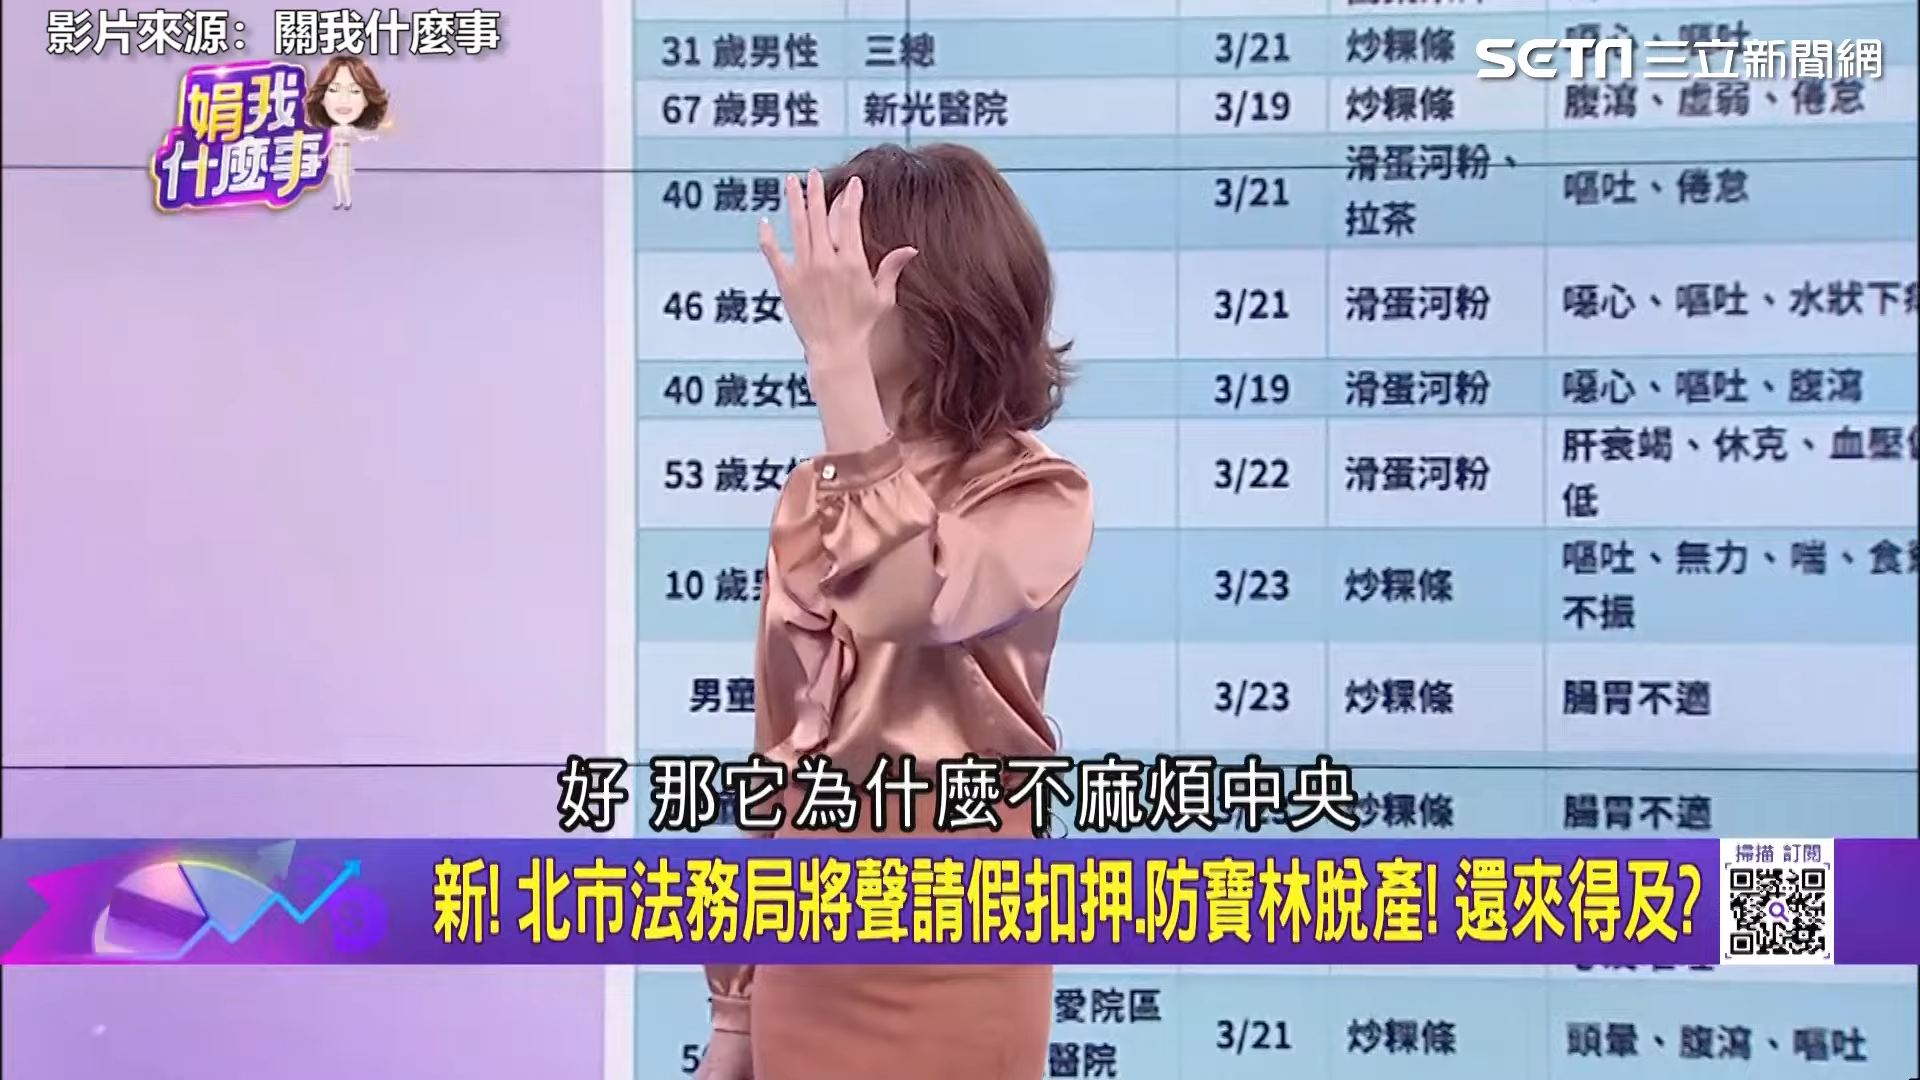 影片來源：關我什麼事
娟我
什麼事
SETN三立新聞網
31 歲男性 三總 3/21 炒粿條 噁心、嘔吐
67 歲男性 新光醫院 3/19 炒粿條 腹瀉、虛弱、倦怠
40 歲男 3/21 滑蛋河粉、拉茶 嘔吐、倦怠
46 歲女 3/21 滑蛋河粉 噁心、嘔吐、水狀下
40 歲女性 3/19 滑蛋河粉 噁心、嘔吐、腹瀉
53 歲女性 3/22 滑蛋河粉 肝衰竭、休克、血壓
低
10 歲男 3/23 炒粿條 嘔吐、無力、喘、食
不振
男童 3/23 炒粿條 腸胃不適
炒粿條 腸胃不適
好 那它為什麼不麻煩中央
新! 北市法務局將聲請假扣押.防寶林脫產! 還來得及?
掃描 訂閱
愛院區
醫院
3/21 炒粿條 頭暈、腹瀉、嘔吐